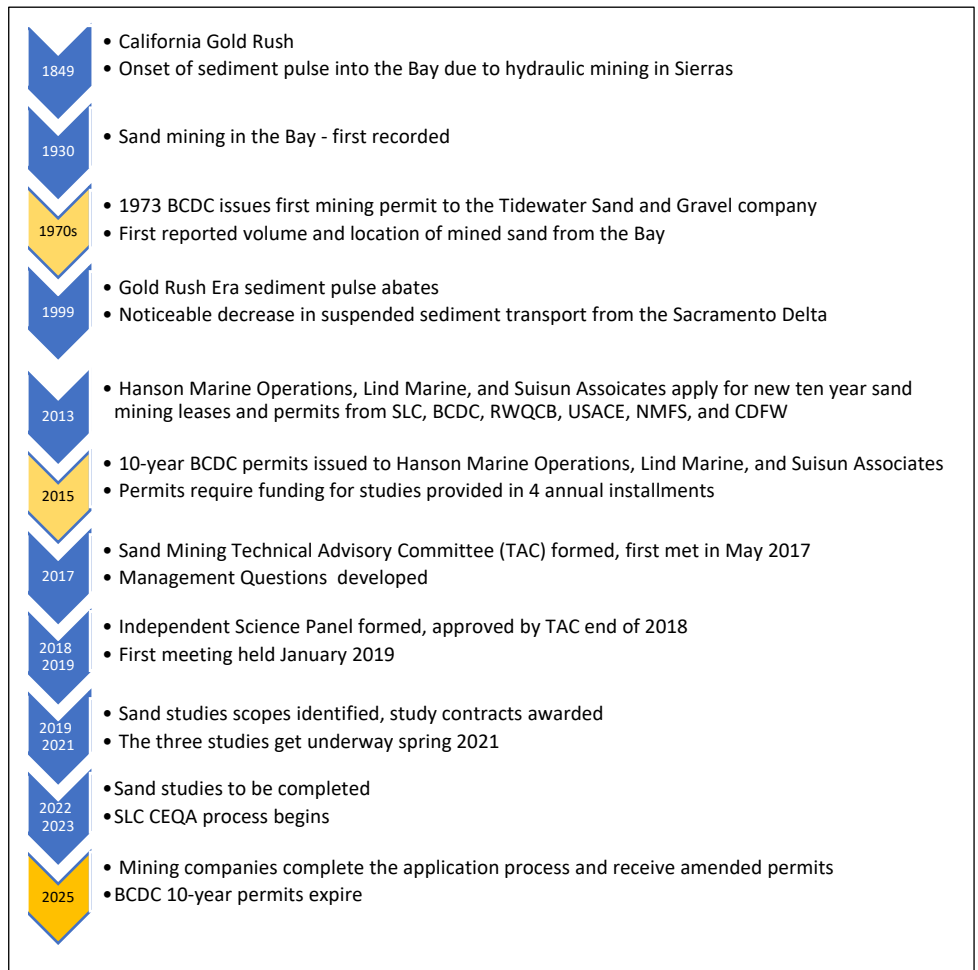 • California Gold Rush
1849
• Onset of sediment pulse into the Bay due to hydraulic mining in Sierras
1930
• Sand mining in the Bay - first recorded
1970s
• 1973 BCDC issues first mining permit to the Tidewater Sand and Gravel company
• First reported volume and location of mined sand from the Bay
1999
• Gold Rush Era sediment pulse abates
• Noticeable decrease in suspended sediment transport from the Sacramento Delta
2013
• Hanson Marine Operations, Lind Marine, and Suisun Assoicates apply for new ten year sand
mining leases and permits from SLC, BCDC, RWQCB, USACE, NMFS, and CDFW
2015
• 10-year BCDC permits issued to Hanson Marine Operations, Lind Marine, and Suisun Associates
• Permits require funding for studies provided in 4 annual installments
2017
• Sand Mining Technical Advisory Committee (TAC) formed, first met in May 2017
• Management Questions developed
2018
2019
• Independent Science Panel formed, approved by TAC end of 2018
• First meeting held January 2019
2019
2021
• Sand studies scopes identified, study contracts awarded
• The three studies get underway spring 2021
2022
2023
•Sand studies to be completed
•SLC CEQA process begins
2025
• Mining companies complete the application process and receive amended permits
•BCDC 10-year permits expire